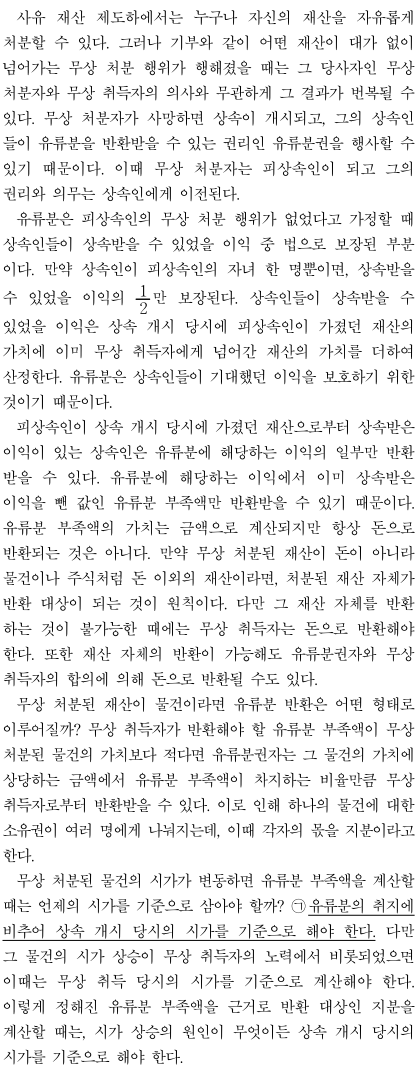 사유 재산 제도하에서는 누구나 자신의 재산을 자유롭게
처분할 수 있다. 그러나 기부와 같이 어떤 재산이 대가 없이
넘어가는 무상 처분 행위가 행해졌을 때는 그 당사자인 무상
처분자와 무상 취득자의 의사와 무관하게 그 결과가 번복될 수
있다. 무상 처분자가 사망하면 상속이 개시되고, 그의 상속인
들이 유류분을 반환받을 수 있는 권리인 유류분권을 행사할 수
있기 때문이다. 이때 무상 처분자는 피상속인이 되고 그의
권리와 의무는 상속인에게 이전된다.
유류분은 피상속인의 무상 처분 행위가 없었다고 가정할 때
상속인들이 상속받을 수 있었을 이익 중 법으로 보장된 부분
이다. 만약 상속인이 피상속인의 자녀 한 명뿐이면, 상속받을
수 있었을 이익의 1/2만 보장된다. 상속인들이 상속받을 수
있었을 이익은 상속 개시 당시에 피상속인이 가졌던 재산의
가치에 이미 무상 취득자에게 넘어간 재산의 가치를 더하여
산정한다. 유류분은 상속인들이 기대했던 이익을 보호하기 위한
것이기 때문이다.
피상속인이 상속 개시 당시에 가졌던 재산으로부터 상속받은
이익이 있는 상속인은 유류분에 해당하는 이익의 일부만 반환
받을 수 있다. 유류분에 해당하는 이익에서 이미 상속받은
이익을 뺀 값인 유류분 부족액만 반환받을 수 있기 때문이다.
유류분 부족액의 가치는 금액으로 계산되지만 항상 돈으로
반환되는 것은 아니다. 만약 무상 처분된 재산이 돈이 아니라
물건이나 주식처럼 돈 이외의 재산이라면, 처분된 재산 자체가
반환 대상이 되는 것이 원칙이다. 다만 그 재산 자체를 반환
하는 것이 불가능한 때에는 무상 취득자는 돈으로 반환해야
한다. 또한 재산 자체의 반환이 가능해도 유류분권자와 무상
취득자의 합의에 의해 돈으로 반환될 수도 있다.
무상 처분된 재산이 물건이라면 유류분 반환은 어떤 형태로
이루어질까? 무상 취득자가 반환해야 할 유류분 부족액이 무상
처분된 물건의 가치보다 적다면 유류분권자는 그 물건의 가치에
상당하는 금액에서 유류분 부족액이 차지하는 비율만큼 무상
취득자로부터 반환받을 수 있다. 이로 인해 하나의 물건에 대한
소유권이 여러 명에게 나눠지는데, 이때 각자의 몫을 지분이라고
한다.
무상 처분된 물건의 시가가 변동하면 유류분 부족액을 계산할
때는 언제의 시가를 기준으로 삼아야 할까? ㉠유류분의 취지에
비추어 상속 개시 당시의 시가를 기준으로 해야 한다. 다만
그 물건의 시가 상승이 무상 취득자의 노력에서 비롯되었으면
이때는 무상 취득 당시의 시가를 기준으로 계산해야 한다.
이렇게 정해진 유류분 부족액을 근거로 반환 대상인 지분을
계산할 때는, 시가 상승의 원인이 무엇이든 상속 개시 당시의
시가를 기준으로 해야 한다.